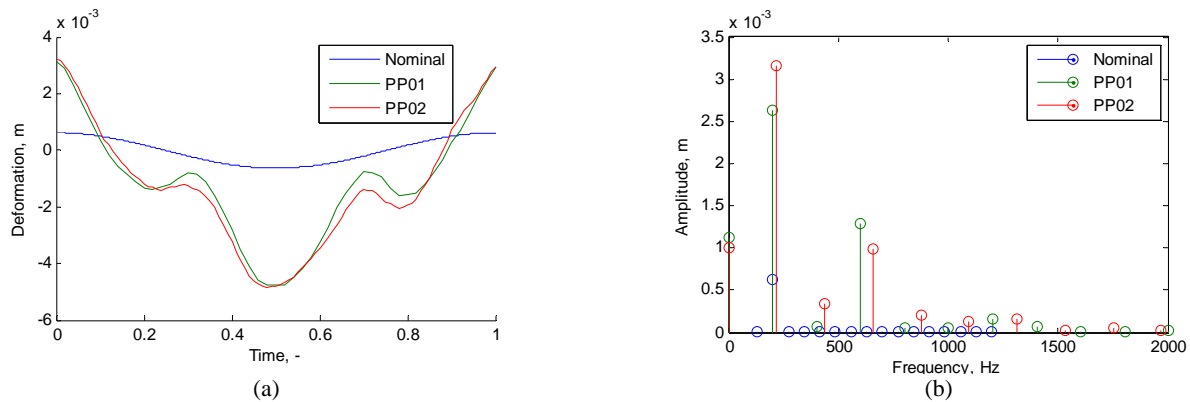 x 10⁻³
4
2
0
-2
-4
-6
Deformation, m
0
0.2
0.4
0.6
0.8
1
Time, -
Nominal
PP01
PP02
(a)
x 10⁻³
3.5
3
2.5
2
1.5
1
0.5
0
Amplitude, m
0
500
1000
1500
2000
Frequency, Hz
Nominal
PP01
PP02
(b)